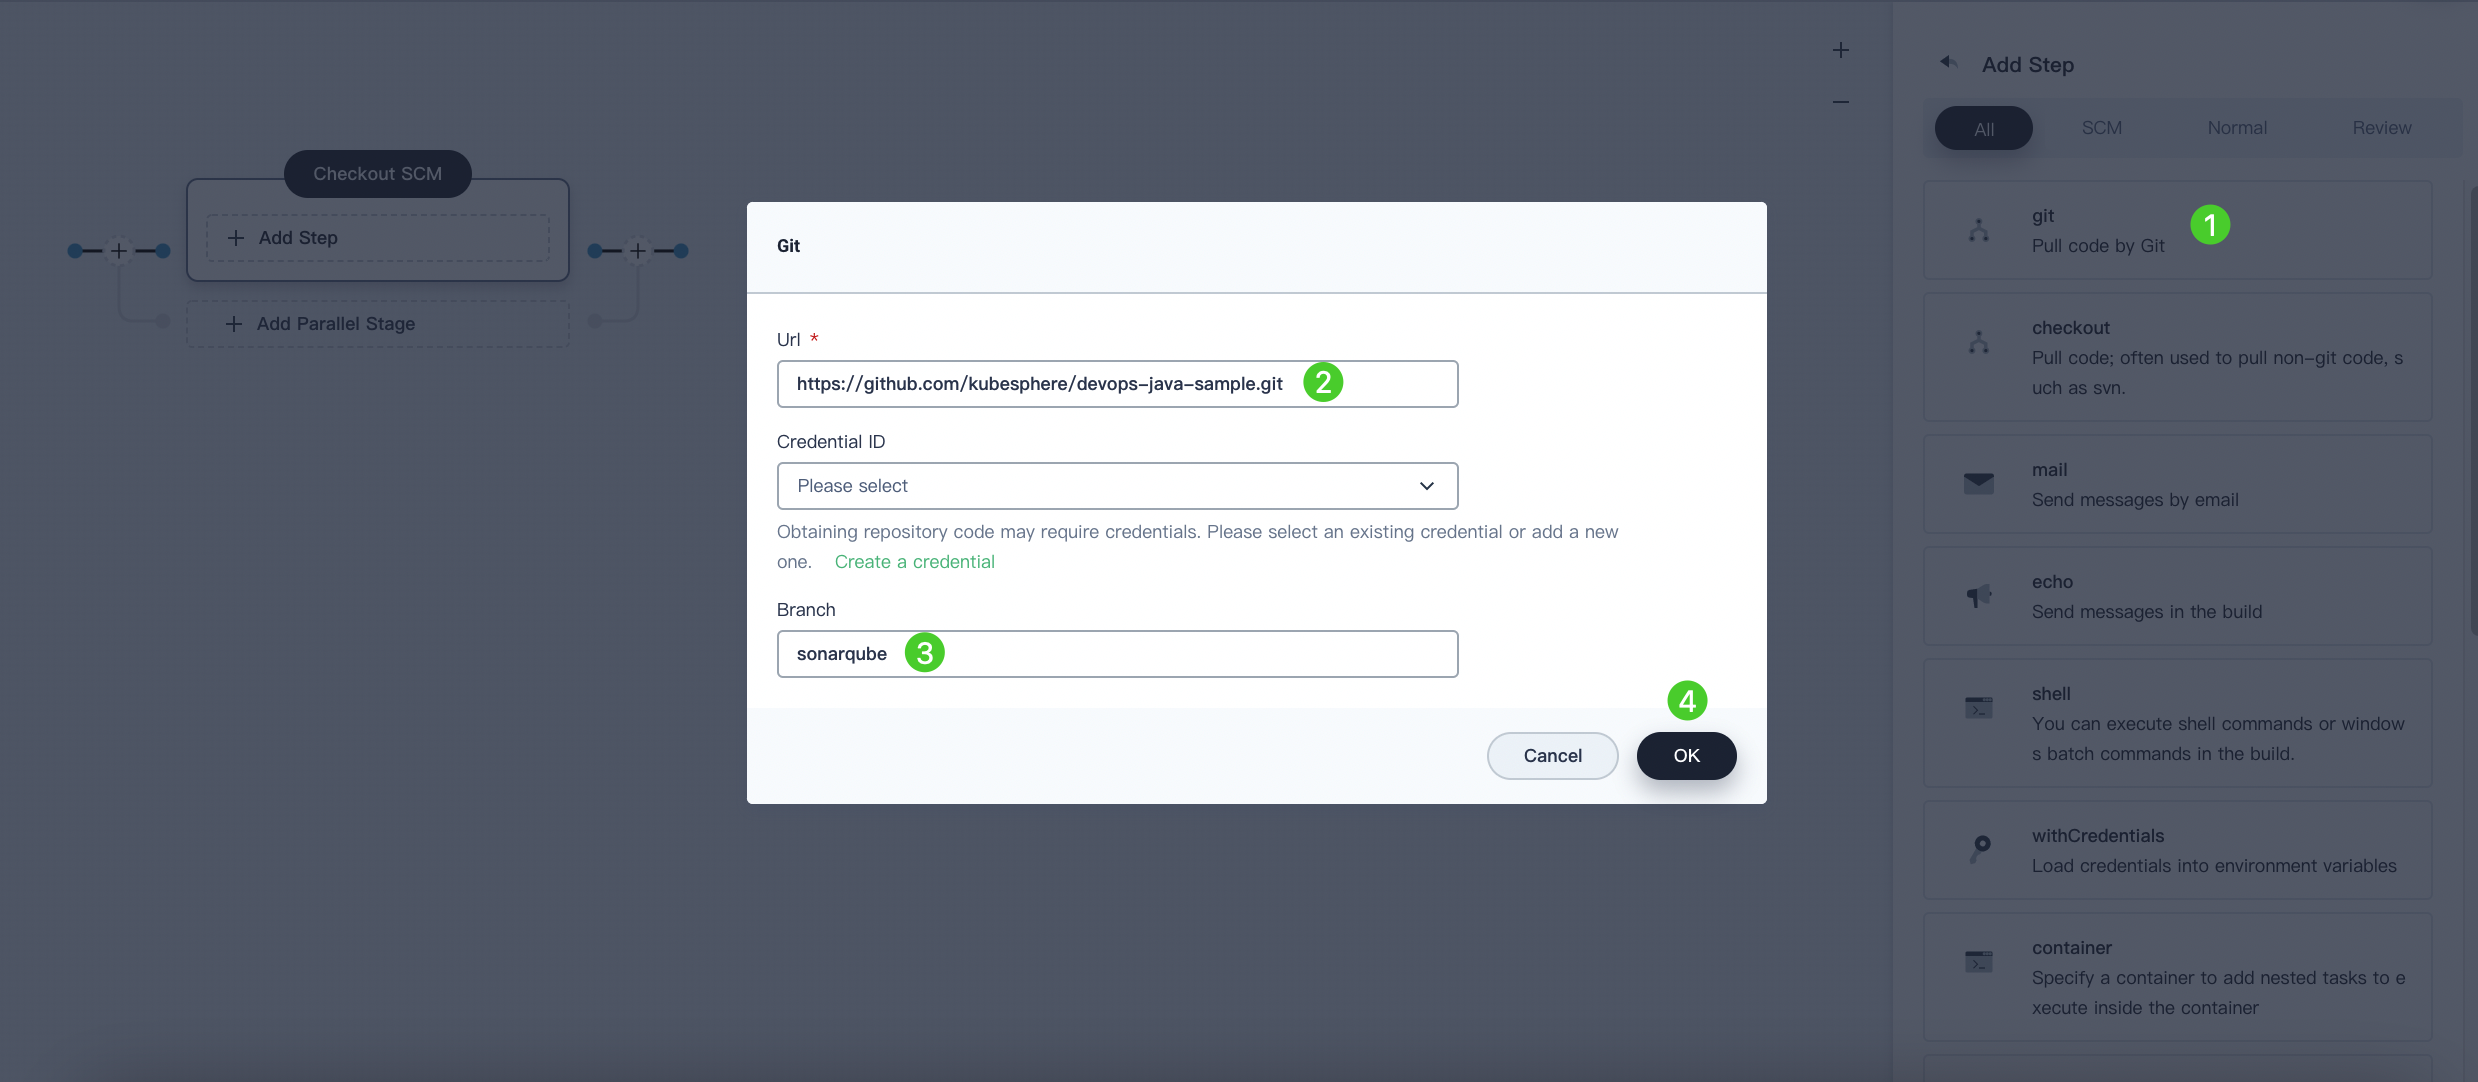 Checkout SCM
Add Step
Add Parallel Stage
Git
Url *
https://github.com/kubesphere/devops-java-sample.git
2
Credential ID
Please select
Obtaining repository code may require credentials. Please select an existing credential or add a new
one. Create a credential
Branch
sonarqube
3
4
Cancel
OK
Add Step
All
SCM
Normal
Review
git
1
Pull code by Git
checkout
Pull code; often used to pull non-git code, s
uch as svn.
mail
Send messages by email
echo
Send messages in the build
shell
You can execute shell commands or window
s batch commands in the build.
withCredentials
Load credentials into environment variables
container
Specify a container to add nested tasks to e
xecute inside the container